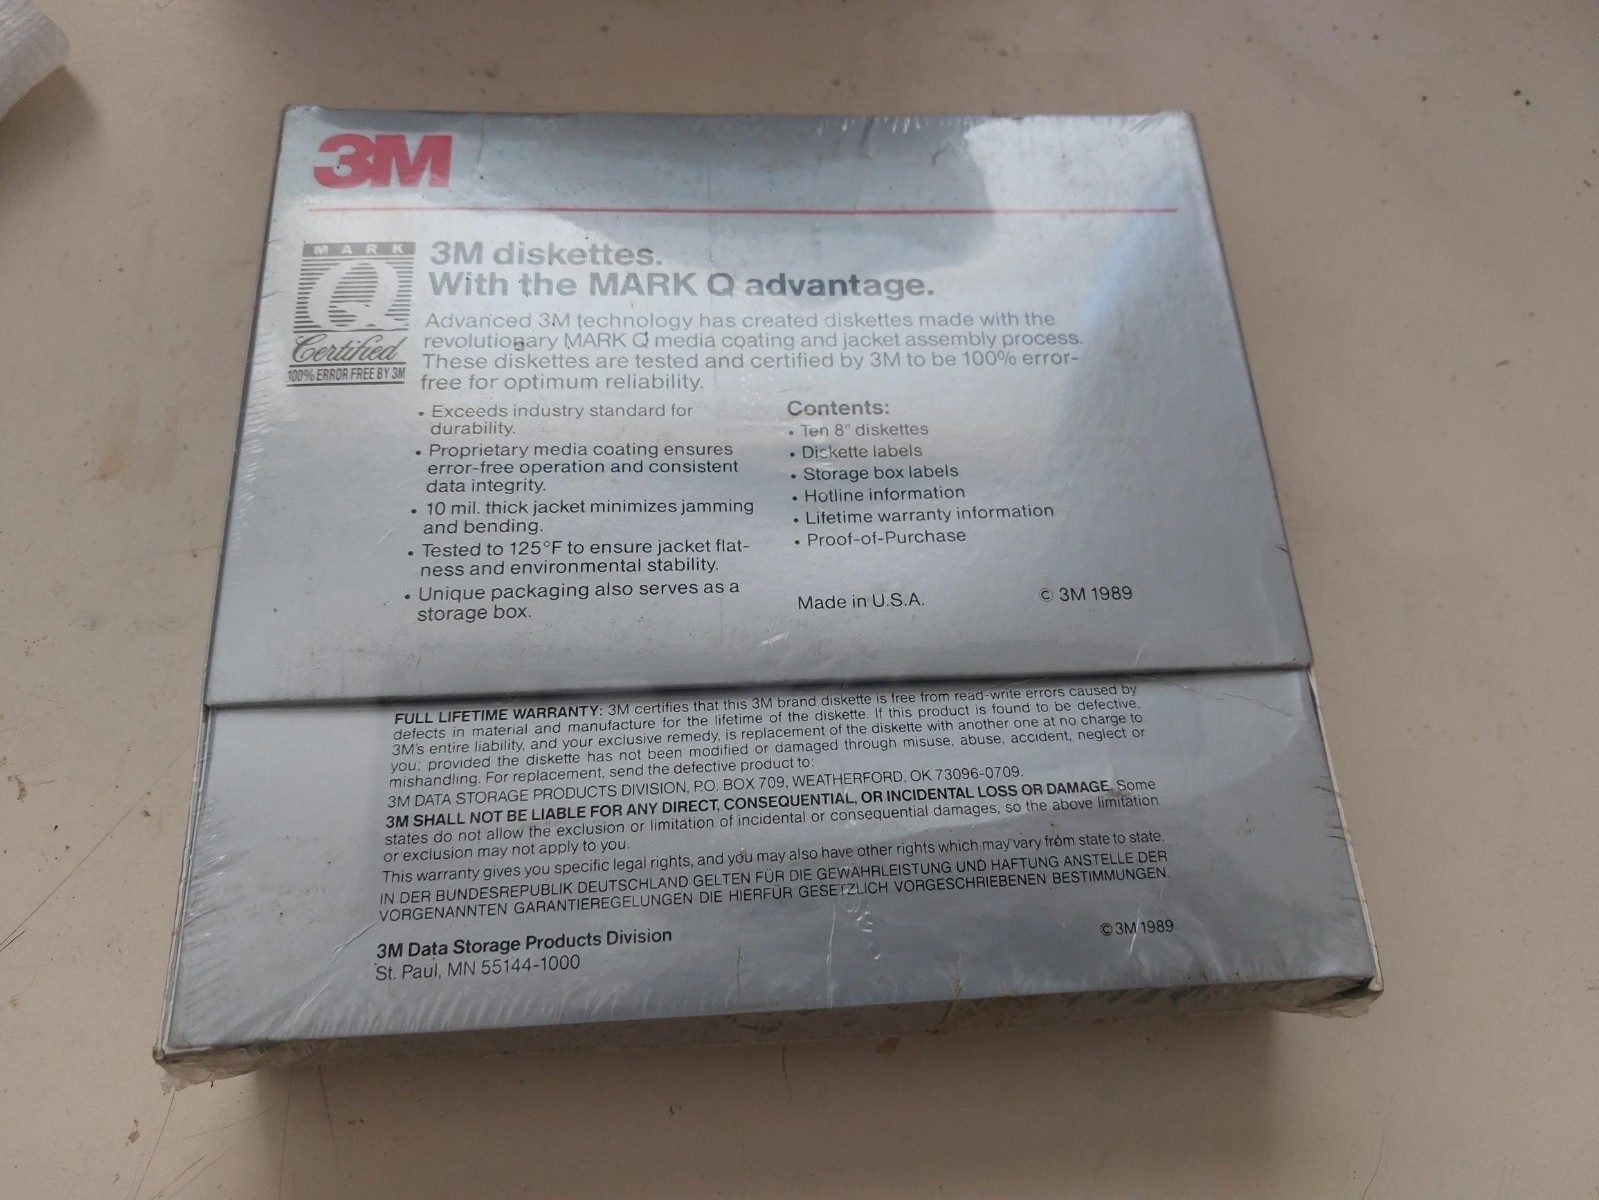 3M
MARK
Q
Certified
100% ERROR FREE BY 3M
3M diskettes.
With the MARK Q advantage.
Advanced 3M technology has created diskettes made with the
revolutionary MARK Q media coating and jacket assembly process.
These diskettes are tested and certified by 3M to be 100% error-
free for optimum reliability.
• Exceeds industry standard for
durability.
• Proprietary media coating ensures
error-free operation and consistent
data integrity.
• 10 mil. thick jacket minimizes jamming
and bending.
• Tested to 125°F to ensure jacket flat-
ness and environmental stability.
• Unique packaging also serves as a
storage box.
Contents:
• Ten 8" diskettes
• Diskette labels
• Storage box labels
• Hotline information
• Lifetime warranty information
• Proof-of-Purchase
Made in U.S.A.
© 3M 1989
FULL LIFETIME WARRANTY: 3M certifies that this 3M brand diskette is free from read-write errors caused by
defects in material and manufacture for the lifetime of the diskette. If this product is found to be defective,
3M's entire liability, and your exclusive remedy, is replacement of the diskette with another one at no charge to
you; provided the diskette has not been modified or damaged through misuse, abuse, accident, neglect or
mishandling. For replacement, send the defective product to:
3M DATA STORAGE PRODUCTS DIVISION, P.O. BOX 709, WEATHERFORD, OK 73096-0709.
3M SHALL NOT BE LIABLE FOR ANY DIRECT, CONSEQUENTIAL, OR INCIDENTAL LOSS OR DAMAGE. Some
states do not allow the exclusion or limitation of incidental or consequential damages, so the above limitation
or exclusion may not apply to you.
This warranty gives you specific legal rights, and you may also have other rights which may vary from state to state.
IN DER BUNDESREPUBLIK DEUTSCHLAND GELTEN FÜR DIE GEWÄHRLEISTUNG UND HAFTUNG ANSTELLE DER
VORGENANNTEN GARANTIEREGELUNGEN DIE HIERFÜR GESETZLICH VORGESCHRIEBENEN BESTIMMUNGEN.
3M Data Storage Products Division
St. Paul, MN 55144-1000
© 3M 1989